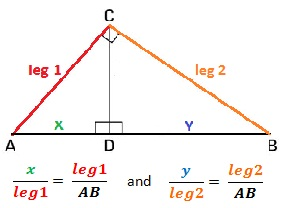 C
leg 1
leg 2
X
Y
A
D
B
x/leg1 = leg1/AB and y/leg2 = leg2/AB